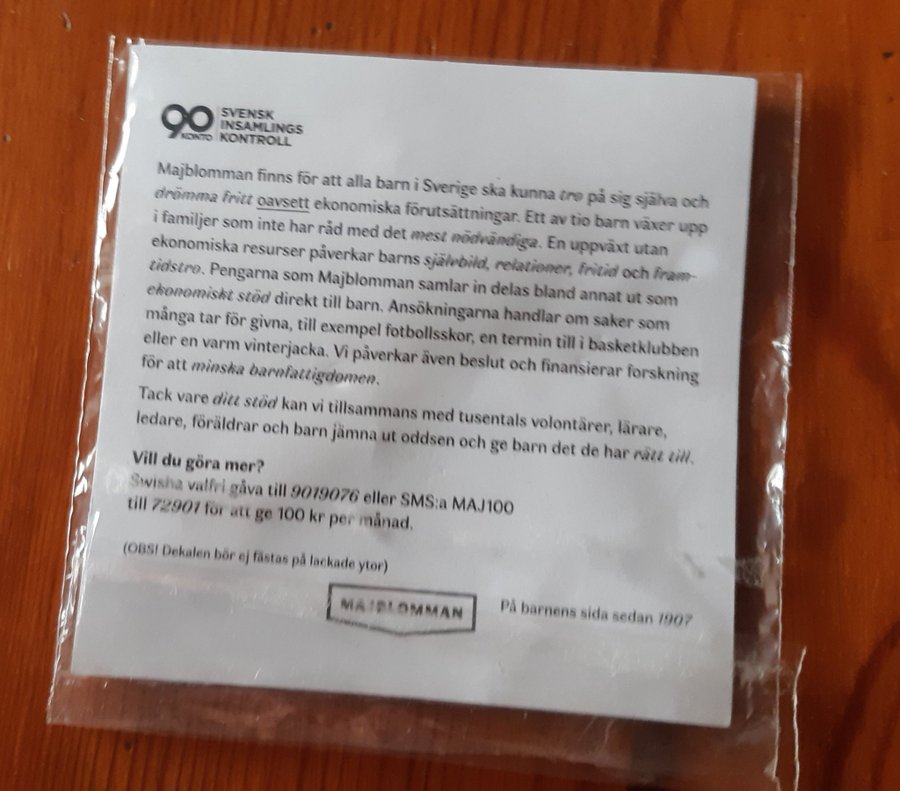 90
KONTO
SVENSK
INSAMLINGS
KONTROLL
Majblomman finns för att alla barn i Sverige ska kunna tro på sig själva och
drömma fritt oavsett ekonomiska förutsättningar. Ett av tio barn växer upp
i familjer som inte har råd med det mest nödvändiga. En uppväxt utan
ekonomiska resurser påverkar barns självbild, relationer, fritid och fram-
tidstro. Pengarna som Majblomman samlar in delas bland annat ut som
ekonomiskt stöd direkt till barn. Ansökningarna handlar om saker som
många tar för givna, till exempel fotbollsskor, en termin till i basketklubben
eller en varm vinterjacka. Vi påverkar även beslut och finansierar forskning
för att minska barnfattigdomen.
Tack vare ditt stöd kan vi tillsammans med tusentals volontärer, lärare,
ledare, föräldrar och barn jämna ut oddsen och ge barn det de har rätt till.
Vill du göra mer?
Swisha valfri gåva till 9019076 eller SMS:a MAJ100
till 72901 för att ge 100 kr per månad.
(OBS! Dekalen bör ej fästas på lackade ytor)
MAJBLOMMAN
På barnens sida sedan 1907